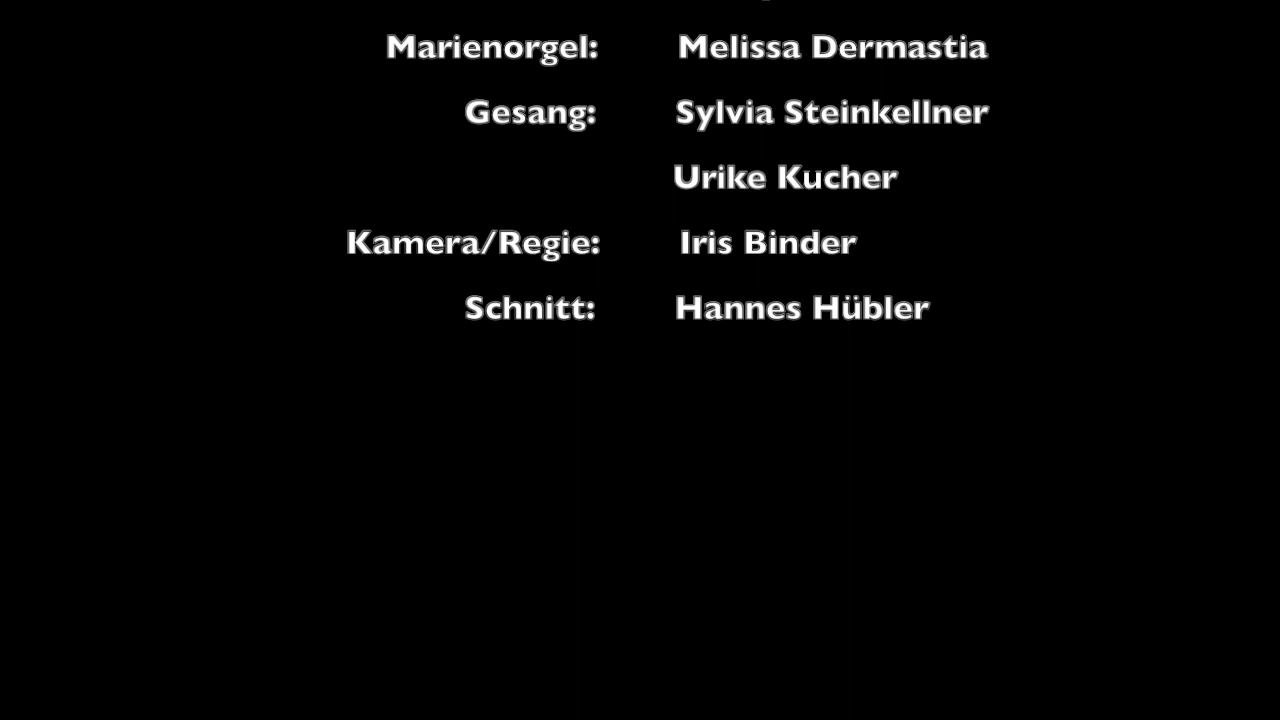 Marienorgel: Melissa Dermastia
Gesang: Sylvia Steinkellner
Urike Kucher
Kamera/Regie: Iris Binder
Schnitt: Hannes Hübler